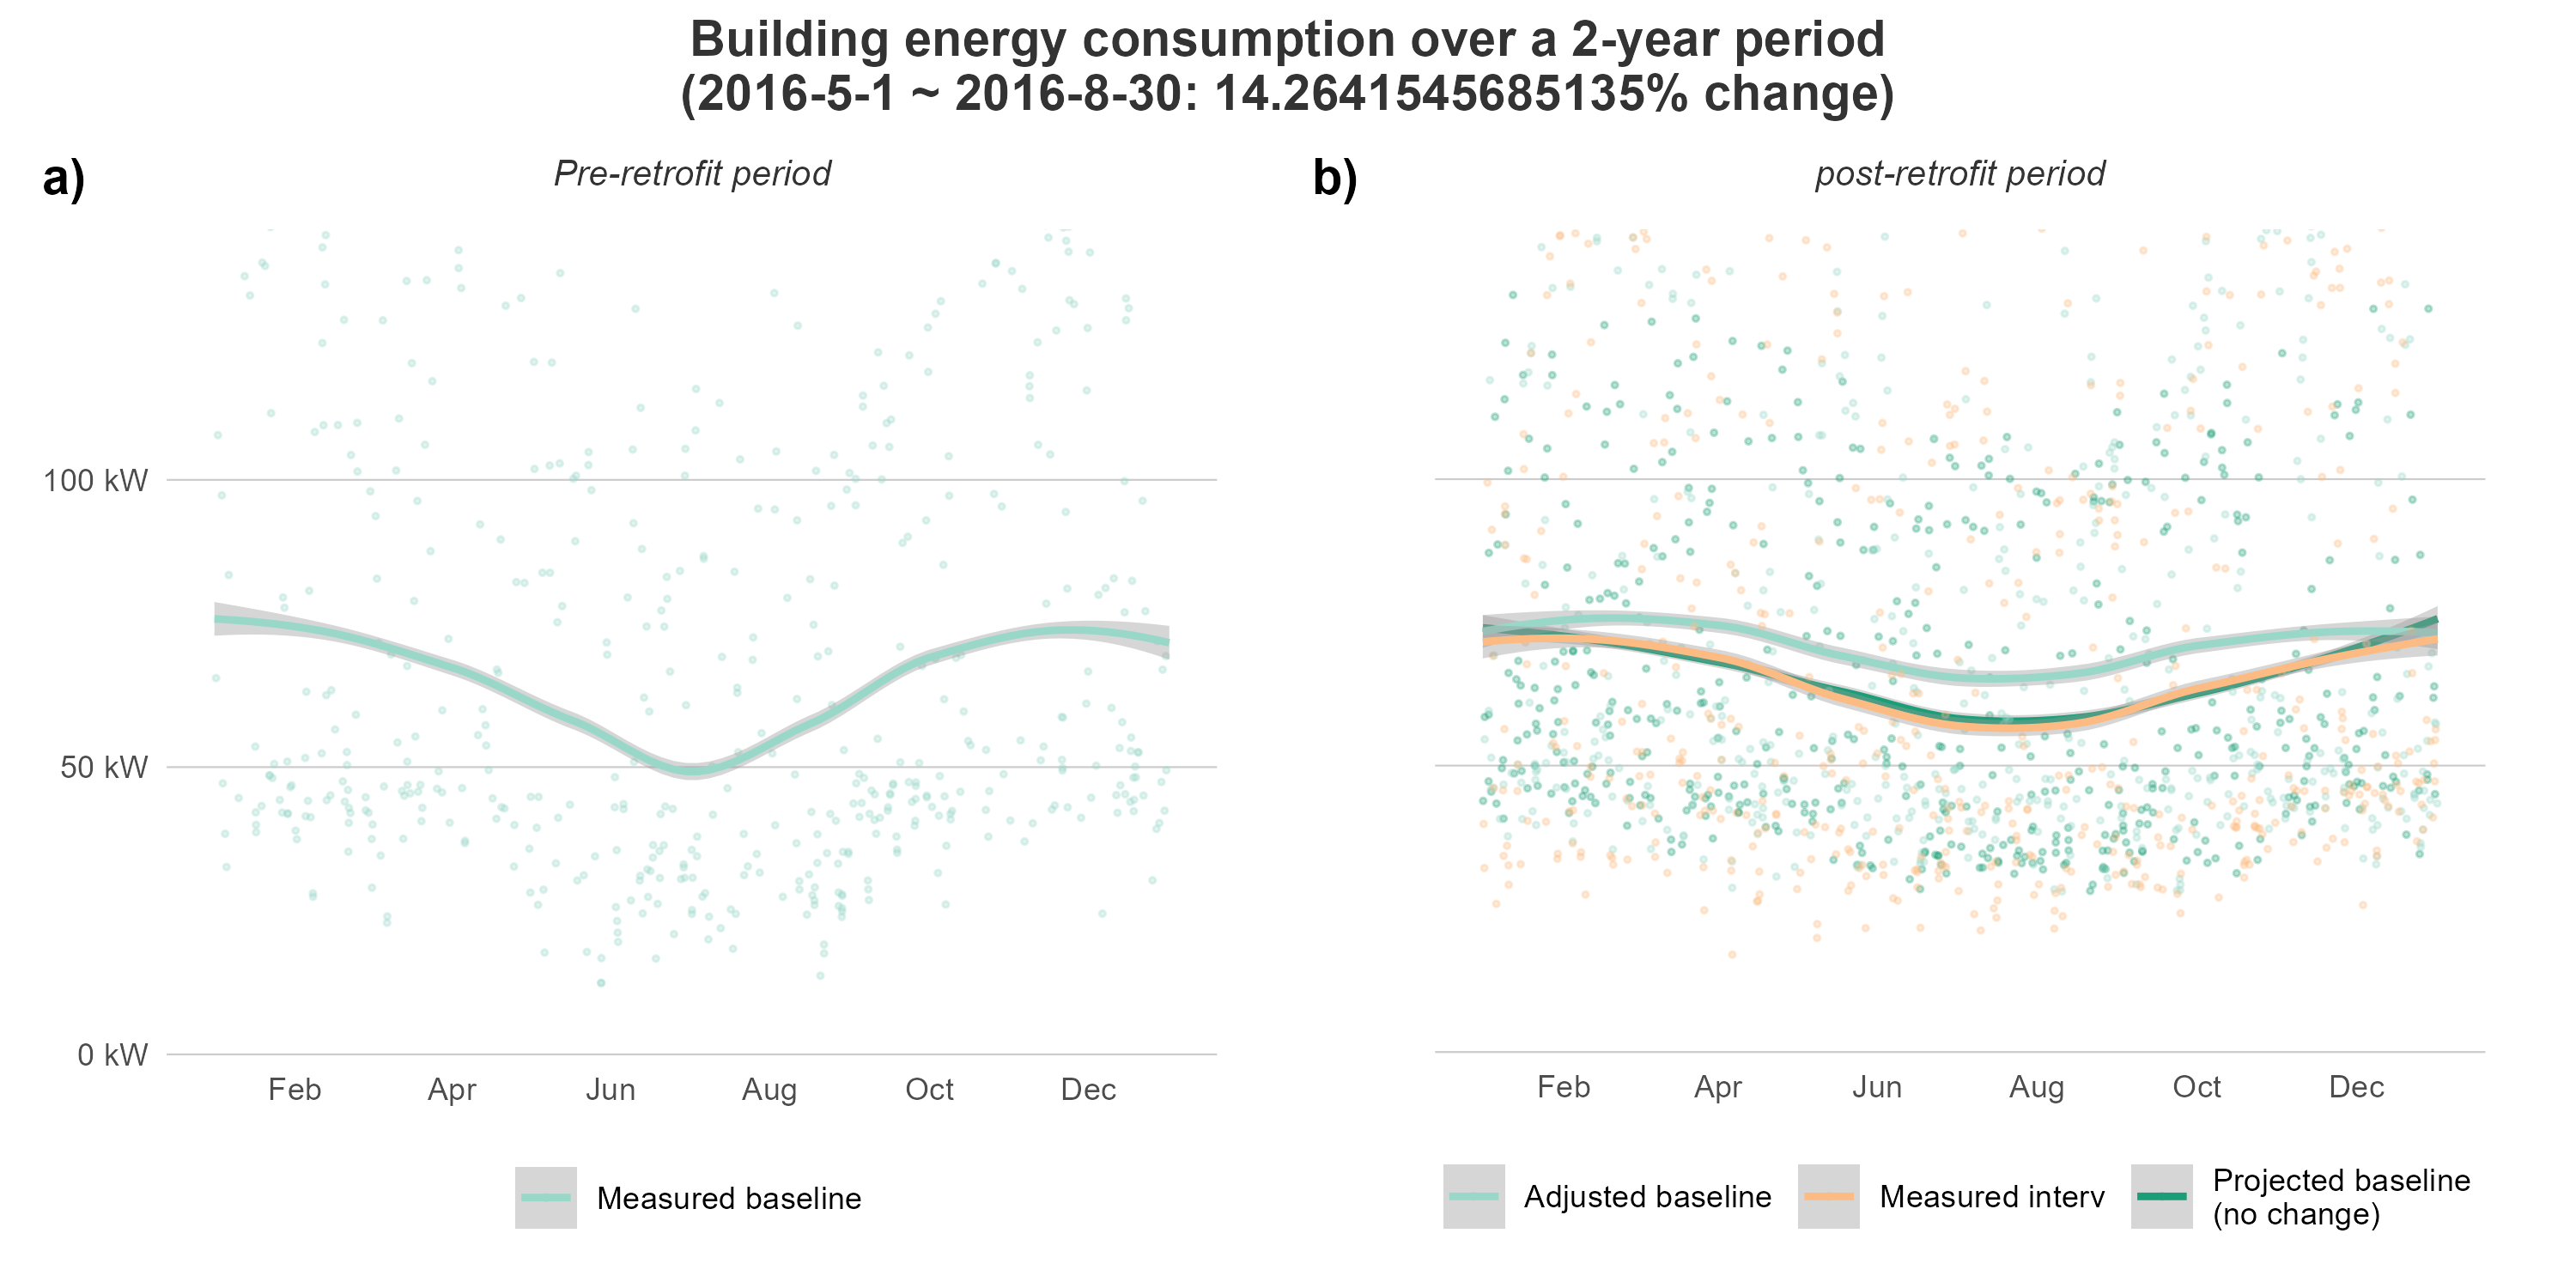 Building energy consumption over a 2-year period
(2016-5-1 ~ 2016-8-30: 14.2641545685135% change)
a)
Pre-retrofit period
100 kW
50 kW
0 kW
Feb Apr Jun Aug Oct Dec
Measured baseline
b)
post-retrofit period
Feb Apr Jun Aug Oct Dec
Adjusted baseline
Measured interv
Projected baseline
(no change)